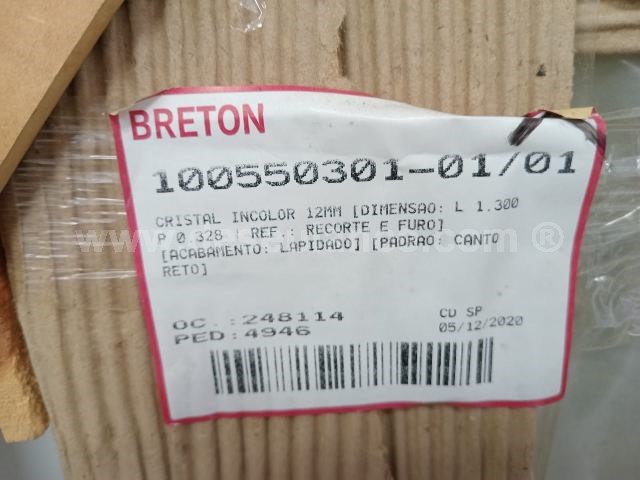 BRETON
100550301-01/01
CRISTAL INCOLOR 12MM [DIMENSAO: L 1.300
P 0.328 REF.: RECORTE E FURO]
[ACABAMENTO: LAPIDADO] [PADRAO: CANTO
RETO]
OC.:248114
PED:4946
CD SP
05/12/2020